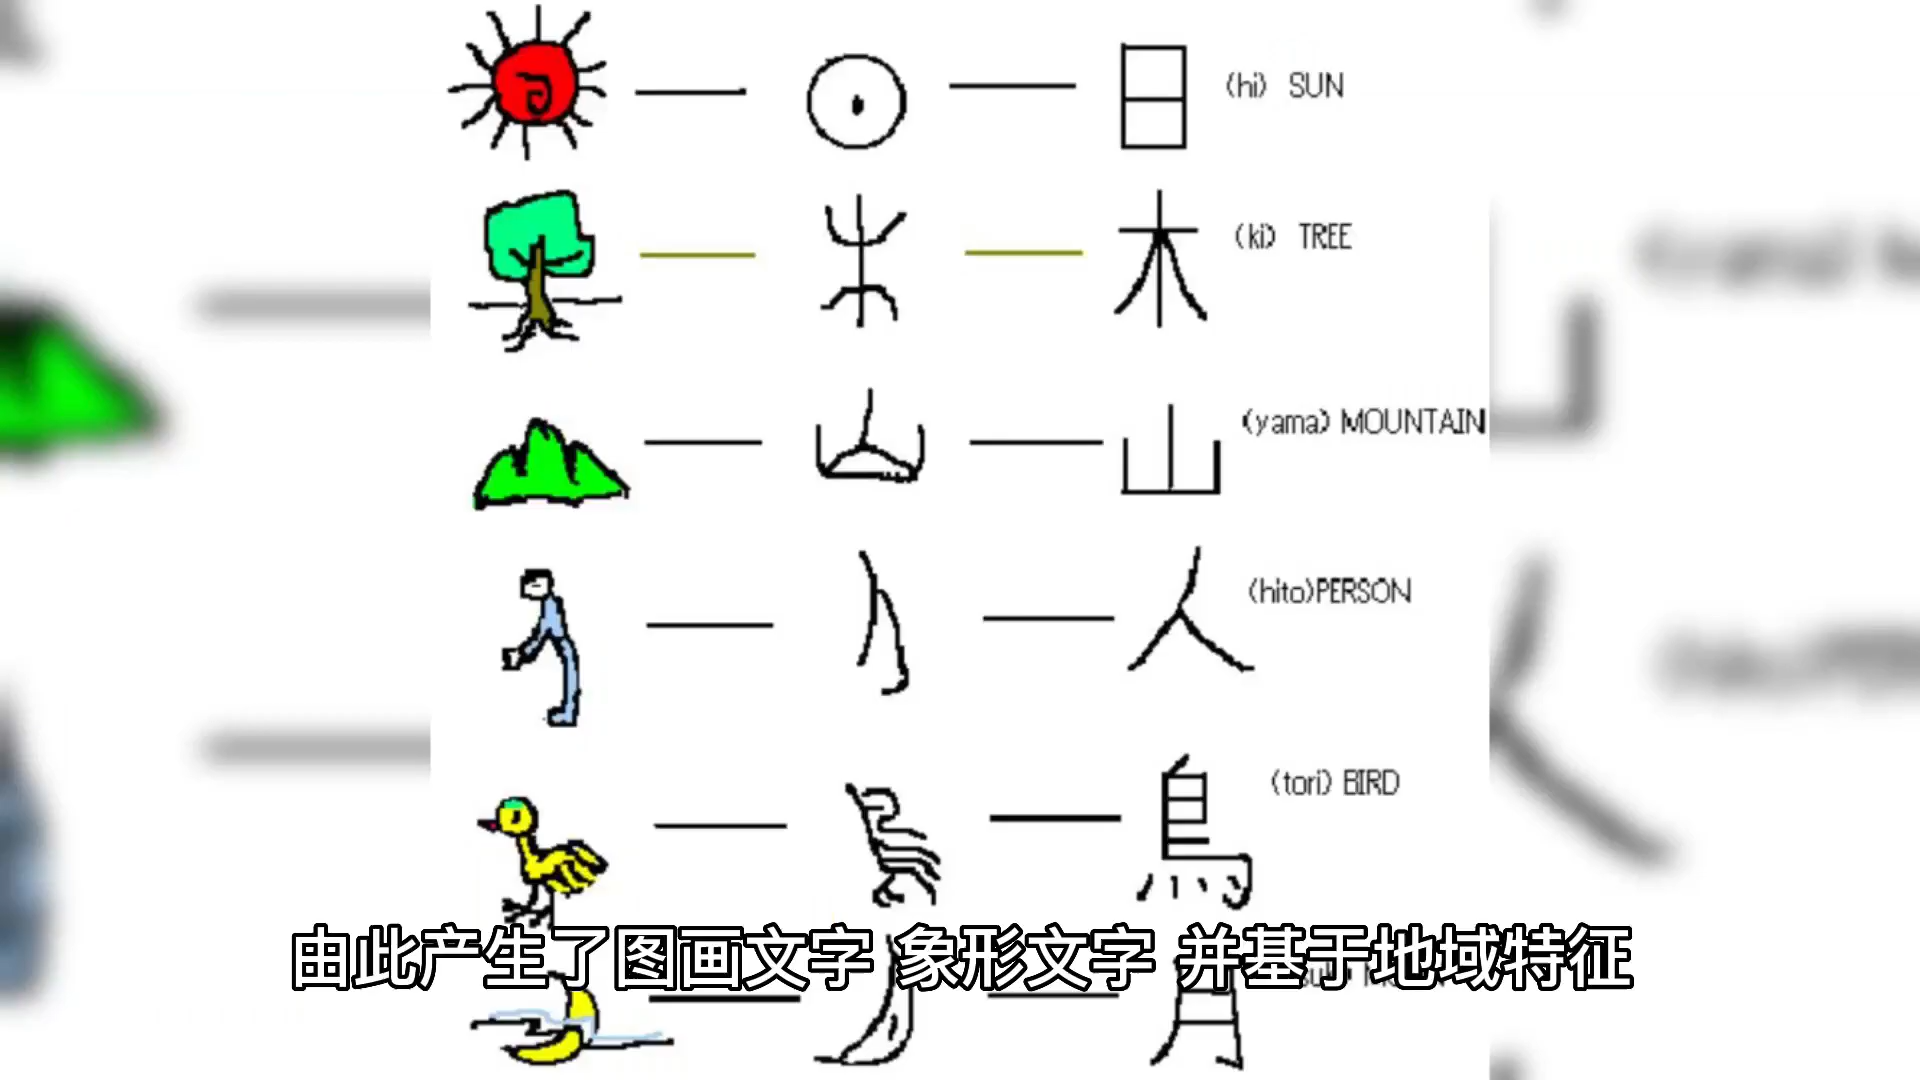 日 (hi) SUN
木 (ki) TREE
山 (yama) MOUNTAIN
人 (hito)PERSON
鳥 (tori) BIRD
由此产生了图画文字 象形文字 并基于地域特征
月